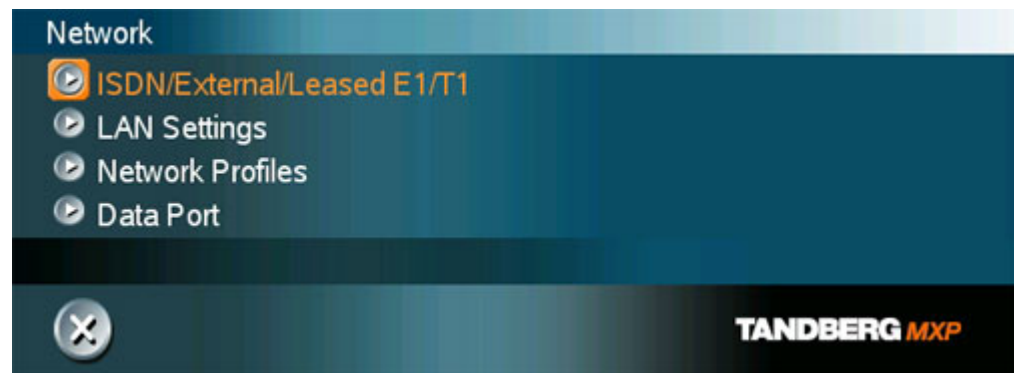 Network
ISDN/External/Leased E1/T1
LAN Settings
Network Profiles
Data Port
TANDBERG MXP